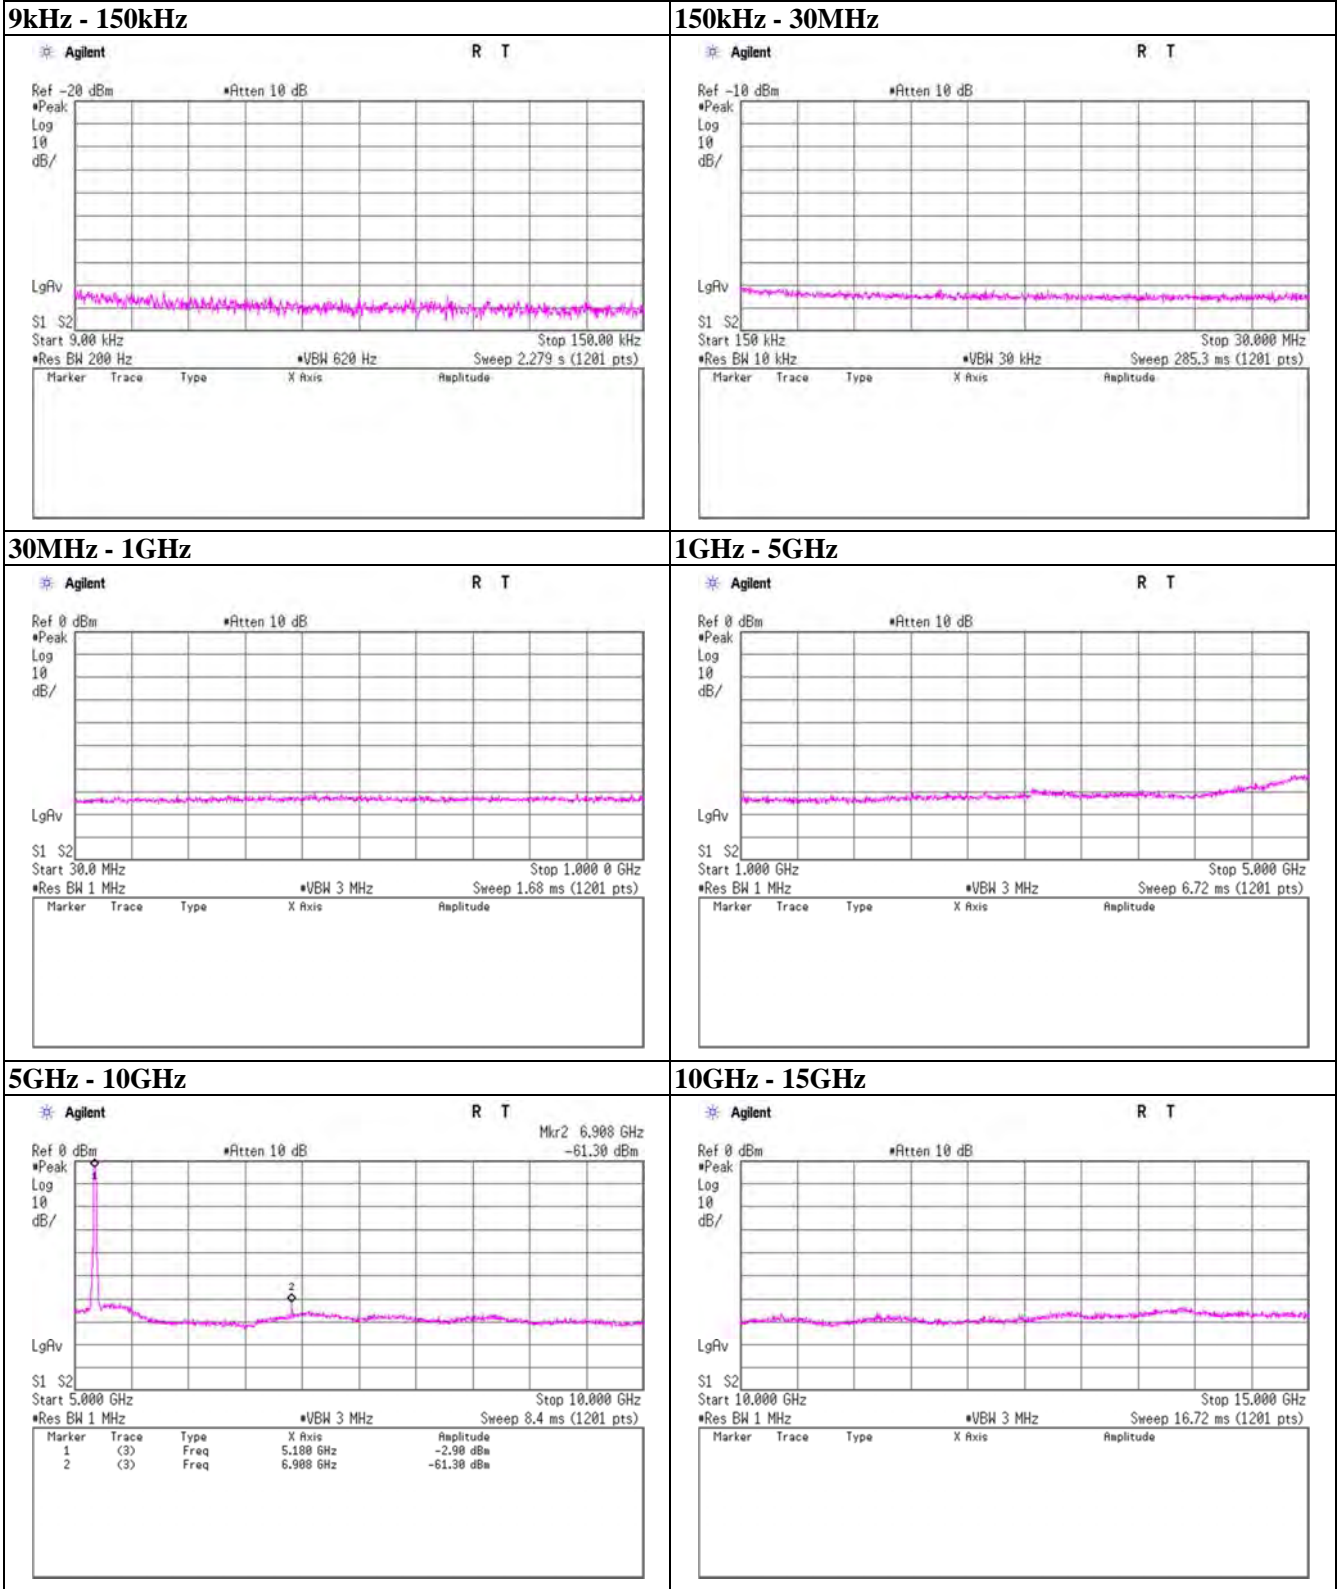 9kHz - 150kHz
Agilent
R T
Ref -20 dBm
*Atten 10 dB
*Peak
Log
10
dB/
LgAv
S1 S2
Start 9.00 kHz
Stop 150.00 kHz
*Res BW 200 Hz
*VBW 620 Hz
Sweep 2.279 s (1201 pts)
Marker Trace Type X Axis Amplitude
150kHz - 30MHz
Agilent
R T
Ref -10 dBm
*Atten 10 dB
*Peak
Log
10
dB/
LgAv
S1 S2
Start 150 kHz
Stop 30.000 MHz
*Res BW 10 kHz
*VBW 30 kHz
Sweep 285.3 ms (1201 pts)
Marker Trace Type X Axis Amplitude
30MHz - 1GHz
Agilent
R T
Ref 0 dBm
*Atten 10 dB
*Peak
Log
10
dB/
LgAv
S1 S2
Start 30.0 MHz
Stop 1.000 0 GHz
*Res BW 1 MHz
*VBW 3 MHz
Sweep 1.68 ms (1201 pts)
Marker Trace Type X Axis Amplitude
1GHz - 5GHz
Agilent
R T
Ref 0 dBm
*Atten 10 dB
*Peak
Log
10
dB/
LgAv
S1 S2
Start 1.000 GHz
Stop 5.000 GHz
*Res BW 1 MHz
*VBW 3 MHz
Sweep 6.72 ms (1201 pts)
Marker Trace Type X Axis Amplitude
5GHz - 10GHz
Agilent
R T
Mkr2 6.908 GHz
Ref 0 dBm
*Atten 10 dB
-61.30 dBm
*Peak
Log
10
dB/
1
2
LgAv
S1 S2
Start 5.000 GHz
Stop 10.000 GHz
*Res BW 1 MHz
*VBW 3 MHz
Sweep 8.4 ms (1201 pts)
Marker Trace Type X Axis Amplitude
1 (3) Freq 5.180 GHz -2.90 dBm
2 (3) Freq 6.908 GHz -61.30 dBm
10GHz - 15GHz
Agilent
R T
Ref 0 dBm
*Atten 10 dB
*Peak
Log
10
dB/
LgAv
S1 S2
Start 10.000 GHz
Stop 15.000 GHz
*Res BW 1 MHz
*VBW 3 MHz
Sweep 16.72 ms (1201 pts)
Marker Trace Type X Axis Amplitude